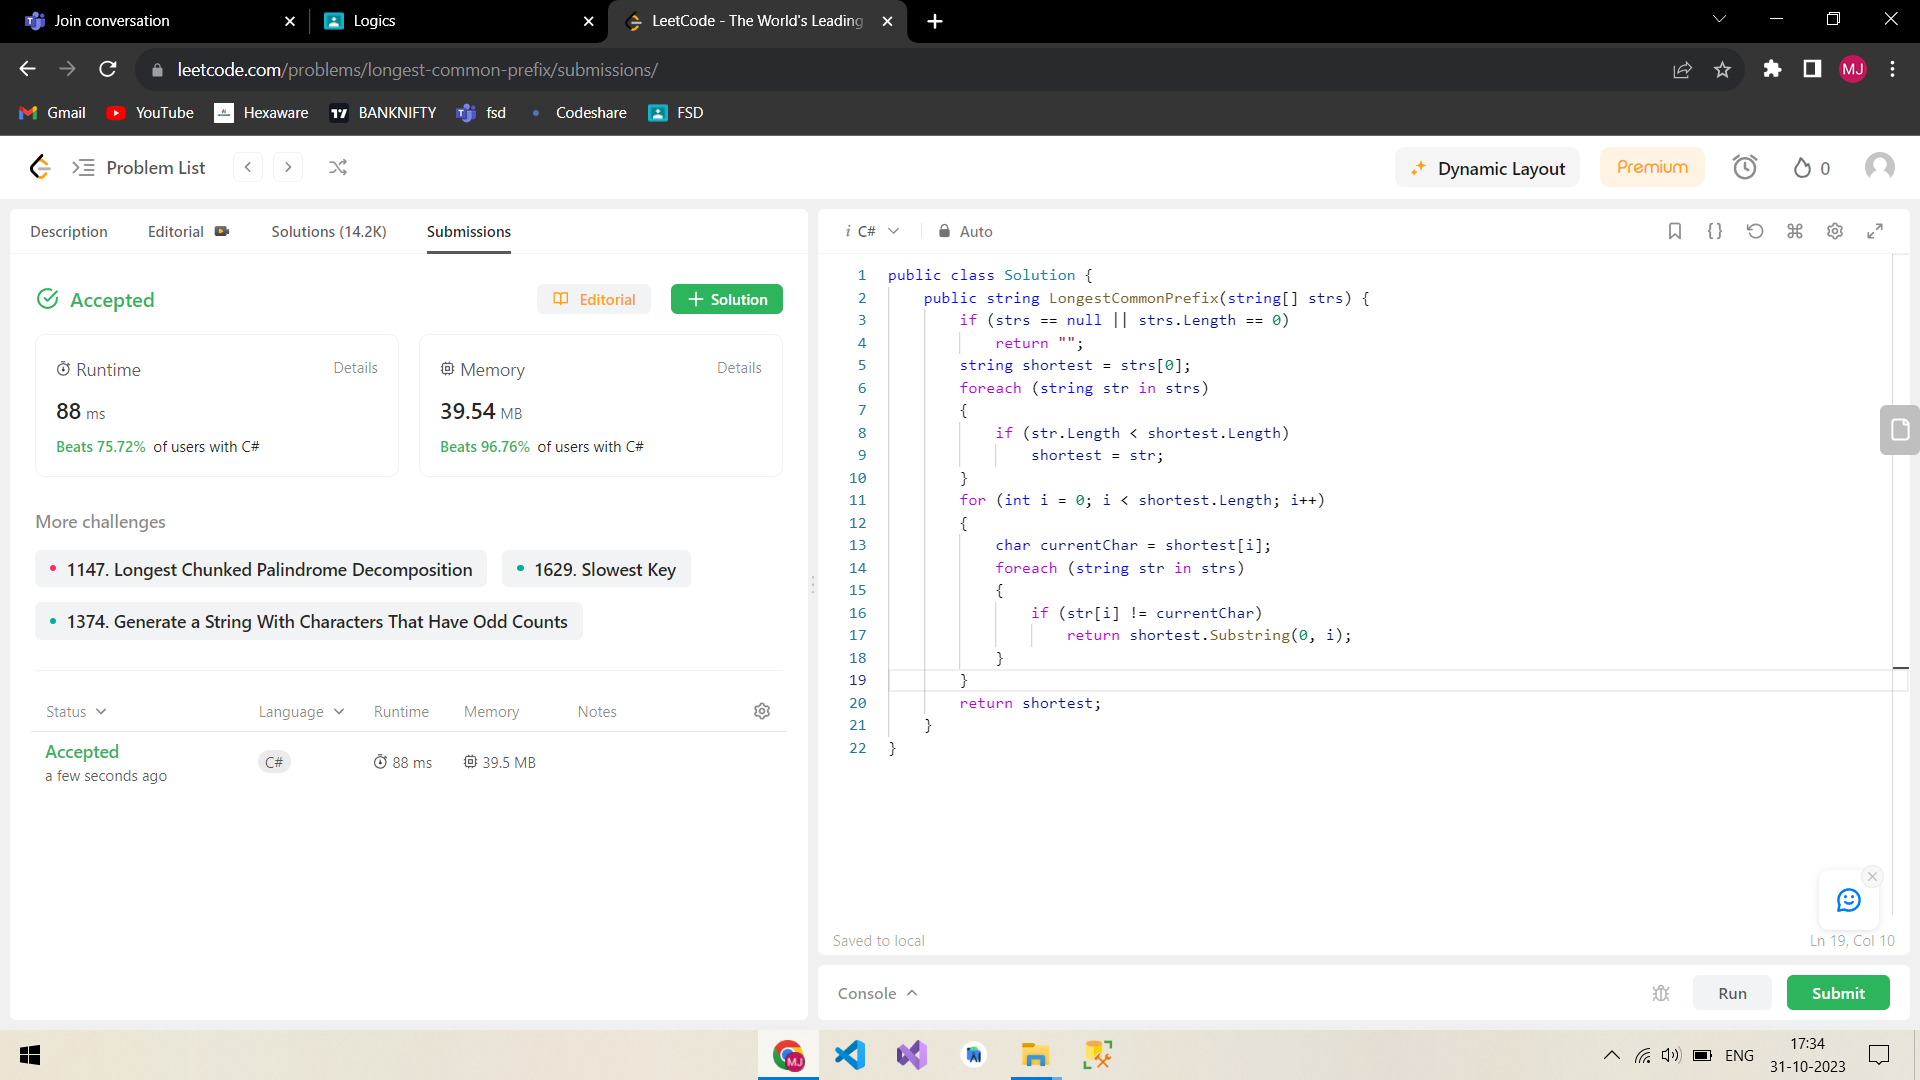 Join conversation
Logics
LeetCode - The World's Leading
leetcode.com/problems/longest-common-prefix/submissions/
MJ
Gmail YouTube Hexaware BANKNIFTY fsd Codeshare FSD
Problem List
Dynamic Layout
Premium
0
Description Editorial Solutions (14.2K) Submissions
Accepted
Editorial
Solution
Runtime Details
88 ms
Beats 75.72% of users with C#
Memory Details
39.54 MB
Beats 96.76% of users with C#
More challenges
1147. Longest Chunked Palindrome Decomposition
1629. Slowest Key
1374. Generate a String With Characters That Have Odd Counts
Status Language Runtime Memory Notes
Accepted
a few seconds ago
C#
88 ms
39.5 MB
i C# Auto
1 public class Solution {
2 public string LongestCommonPrefix(string[] strs) {
3 if (strs == null || strs.Length == 0)
4 return "";
5 string shortest = strs[0];
6 foreach (string str in strs)
7 {
8 if (str.Length < shortest.Length)
9 shortest = str;
10 }
11 for (int i = 0; i < shortest.Length; i++)
12 {
13 char currentChar = shortest[i];
14 foreach (string str in strs)
15 {
16 if (str[i] != currentChar)
17 return shortest.Substring(0, i);
18 }
19 }
20 return shortest;
21 }
22 }
Saved to local
Ln 19, Col 10
Console
Run
Submit
MJ
ENG
17:34
31-10-2023